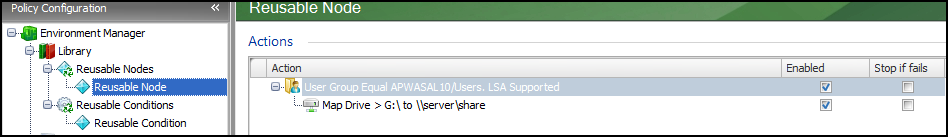 Policy Configuration
Environment Manager
Library
Reusable Nodes
Reusable Node
Reusable Conditions
Reusable Condition
Reusable Node
Actions
Action Enabled Stop if fails
User Group Equal APWASAL10/Users. LSA Supported
Map Drive > G:\ to \\server\share